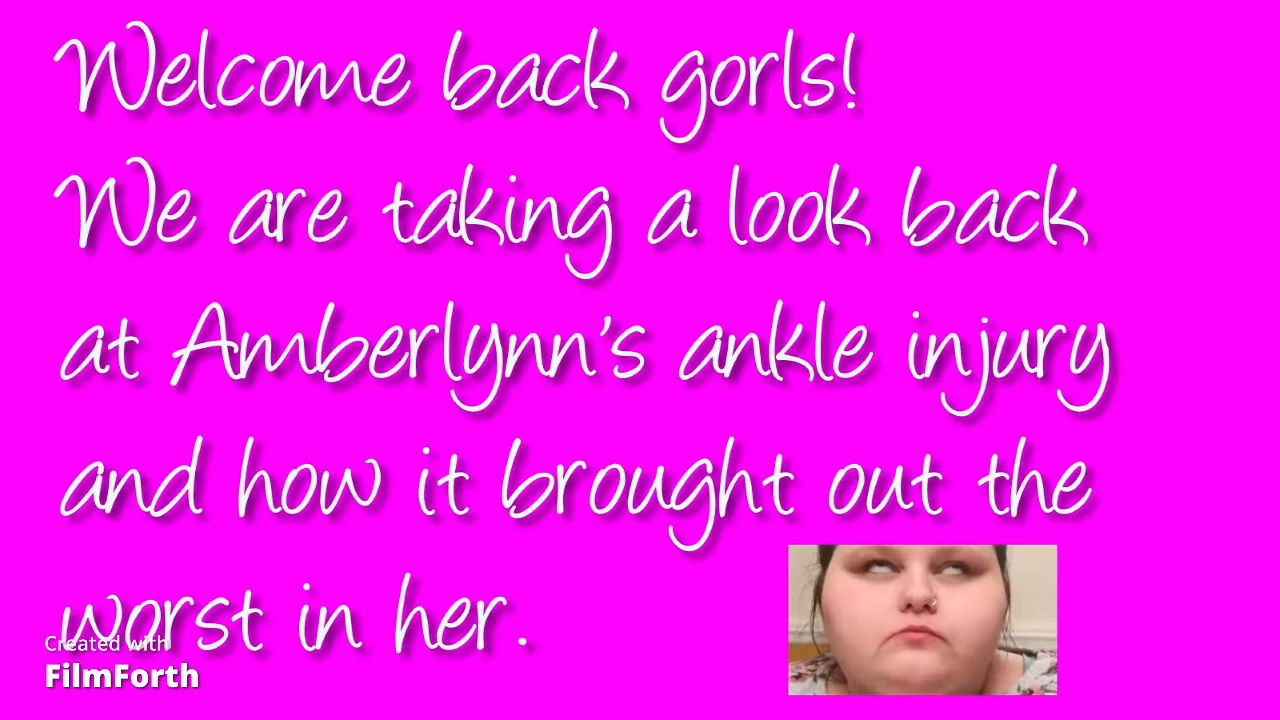 Welcome back gorls!
We are taking a look back
at Amberlynn's ankle injury
and how it brought out the
worst in her.
Created with
FilmForth